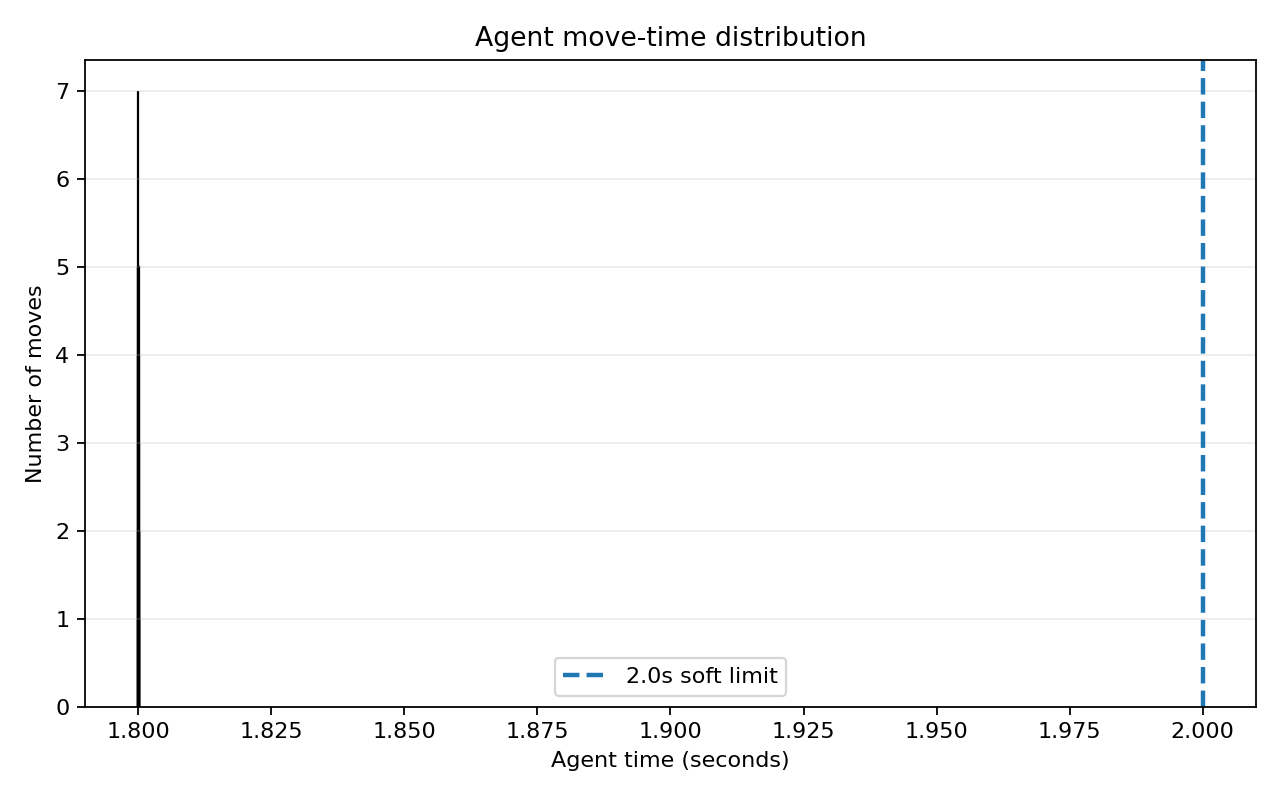 Agent move-time distribution
Number of moves
7
6
5
4
3
2
1
0
2.0s soft limit
1.800 1.825 1.850 1.875 1.900 1.925 1.950 1.975 2.000
Agent time (seconds)